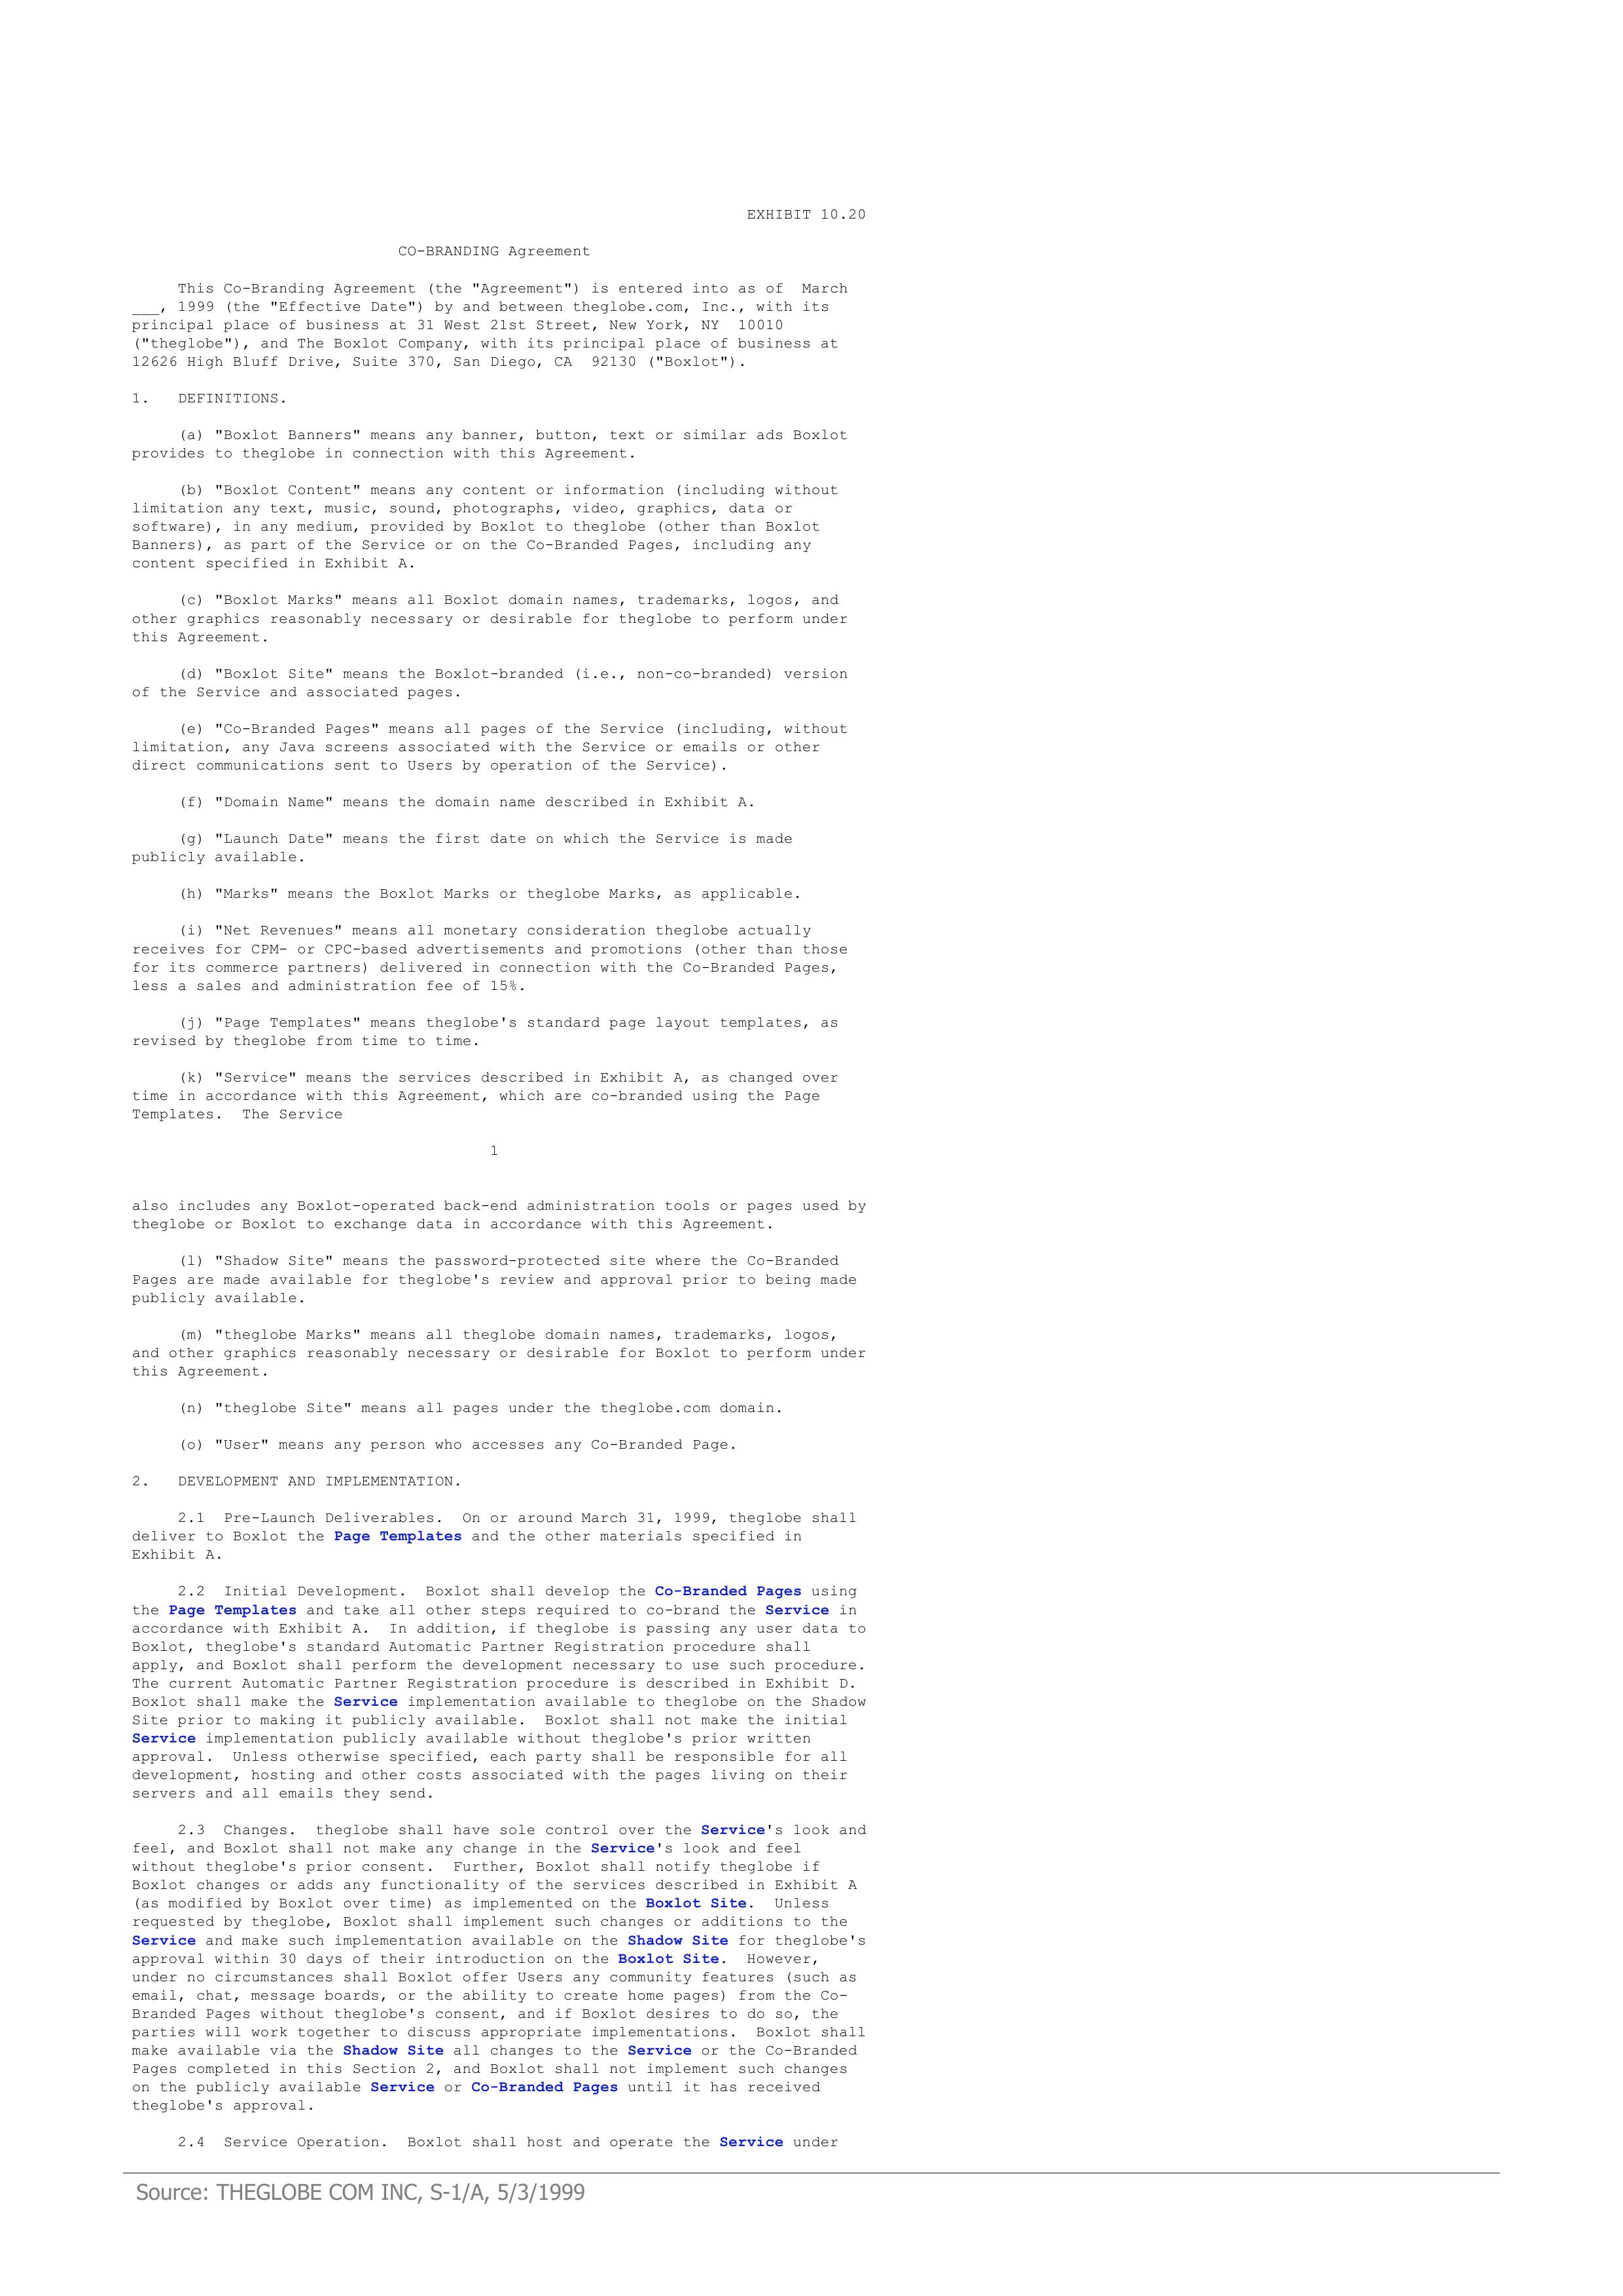 EXHIBIT 10.20
CO-BRANDING Agreement
This Co-Branding Agreement (the "Agreement") is entered into as of March
___, 1999 (the "Effective Date") by and between theglobe.com, Inc., with its
principal place of business at 31 West 21st Street, New York, NY 10010
("theglobe"), and The Boxlot Company, with its principal place of business at
12626 High Bluff Drive, Suite 370, San Diego, CA 92130 ("Boxlot").
1. DEFINITIONS.
(a) "Boxlot Banners" means any banner, button, text or similar ads Boxlot
provides to theglobe in connection with this Agreement.
(b) "Boxlot Content" means any content or information (including without
limitation any text, music, sound, photographs, video, graphics, data or
software), in any medium, provided by Boxlot to theglobe (other than Boxlot
Banners), as part of the Service or on the Co-Branded Pages, including any
content specified in Exhibit A.
(c) "Boxlot Marks" means all Boxlot domain names, trademarks, logos, and
other graphics reasonably necessary or desirable for theglobe to perform under
this Agreement.
(d) "Boxlot Site" means the Boxlot-branded (i.e., non-co-branded) version
of the Service and associated pages.
(e) "Co-Branded Pages" means all pages of the Service (including, without
limitation, any Java screens associated with the Service or emails or other
direct communications sent to Users by operation of the Service).
(f) "Domain Name" means the domain name described in Exhibit A.
(g) "Launch Date" means the first date on which the Service is made
publicly available.
(h) "Marks" means the Boxlot Marks or theglobe Marks, as applicable.
(i) "Net Revenues" means all monetary consideration theglobe actually
receives for CPM- or CPC-based advertisements and promotions (other than those
for its commerce partners) delivered in connection with the Co-Branded Pages,
less a sales and administration fee of 15%.
(j) "Page Templates" means theglobe's standard page layout templates, as
revised by theglobe from time to time.
(k) "Service" means the services described in Exhibit A, as changed over
time in accordance with this Agreement, which are co-branded using the Page
Templates. The Service
1
also includes any Boxlot-operated back-end administration tools or pages used by
theglobe or Boxlot to exchange data in accordance with this Agreement.
(l) "Shadow Site" means the password-protected site where the Co-Branded
Pages are made available for theglobe's review and approval prior to being made
publicly available.
(m) "theglobe Marks" means all theglobe domain names, trademarks, logos,
and other graphics reasonably necessary or desirable for Boxlot to perform under
this Agreement.
(n) "theglobe Site" means all pages under the theglobe.com domain.
(o) "User" means any person who accesses any Co-Branded Page.
2. DEVELOPMENT AND IMPLEMENTATION.
2.1 Pre-Launch Deliverables. On or around March 31, 1999, theglobe shall
deliver to Boxlot the Page Templates and the other materials specified in
Exhibit A.
2.2 Initial Development. Boxlot shall develop the Co-Branded Pages using
the Page Templates and take all other steps required to co-brand the Service in
accordance with Exhibit A. In addition, if theglobe is passing any user data to
Boxlot, theglobe's standard Automatic Partner Registration procedure shall
apply, and Boxlot shall perform the development necessary to use such procedure.
The current Automatic Partner Registration procedure is described in Exhibit D.
Boxlot shall make the Service implementation available to theglobe on the Shadow
Site prior to making it publicly available. Boxlot shall not make the initial
Service implementation publicly available without theglobe's prior written
approval. Unless otherwise specified, each party shall be responsible for all
development, hosting and other costs associated with the pages living on their
servers and all emails they send.
2.3 Changes. theglobe shall have sole control over the Service's look and
feel, and Boxlot shall not make any change in the Service's look and feel
without theglobe's prior consent. Further, Boxlot shall notify theglobe if
Boxlot changes or adds any functionality of the services described in Exhibit A
(as modified by Boxlot over time) as implemented on the Boxlot Site. Unless
requested by theglobe, Boxlot shall implement such changes or additions to the
Service and make such implementation available on the Shadow Site for theglobe's
approval within 30 days of their introduction on the Boxlot Site. However,
under no circumstances shall Boxlot offer Users any community features (such as
email, chat, message boards, or the ability to create home pages) from the Co-
Branded Pages without theglobe's consent, and if Boxlot desires to do so, the
parties will work together to discuss appropriate implementations. Boxlot shall
make available via the Shadow Site all changes to the Service or the Co-Branded
Pages completed in this Section 2, and Boxlot shall not implement such changes
on the publicly available Service or Co-Branded Pages until it has received
theglobe's approval.
2.4 Service Operation. Boxlot shall host and operate the Service under
Source: THEGLOBE COM INC, S-1/A, 5/3/1999